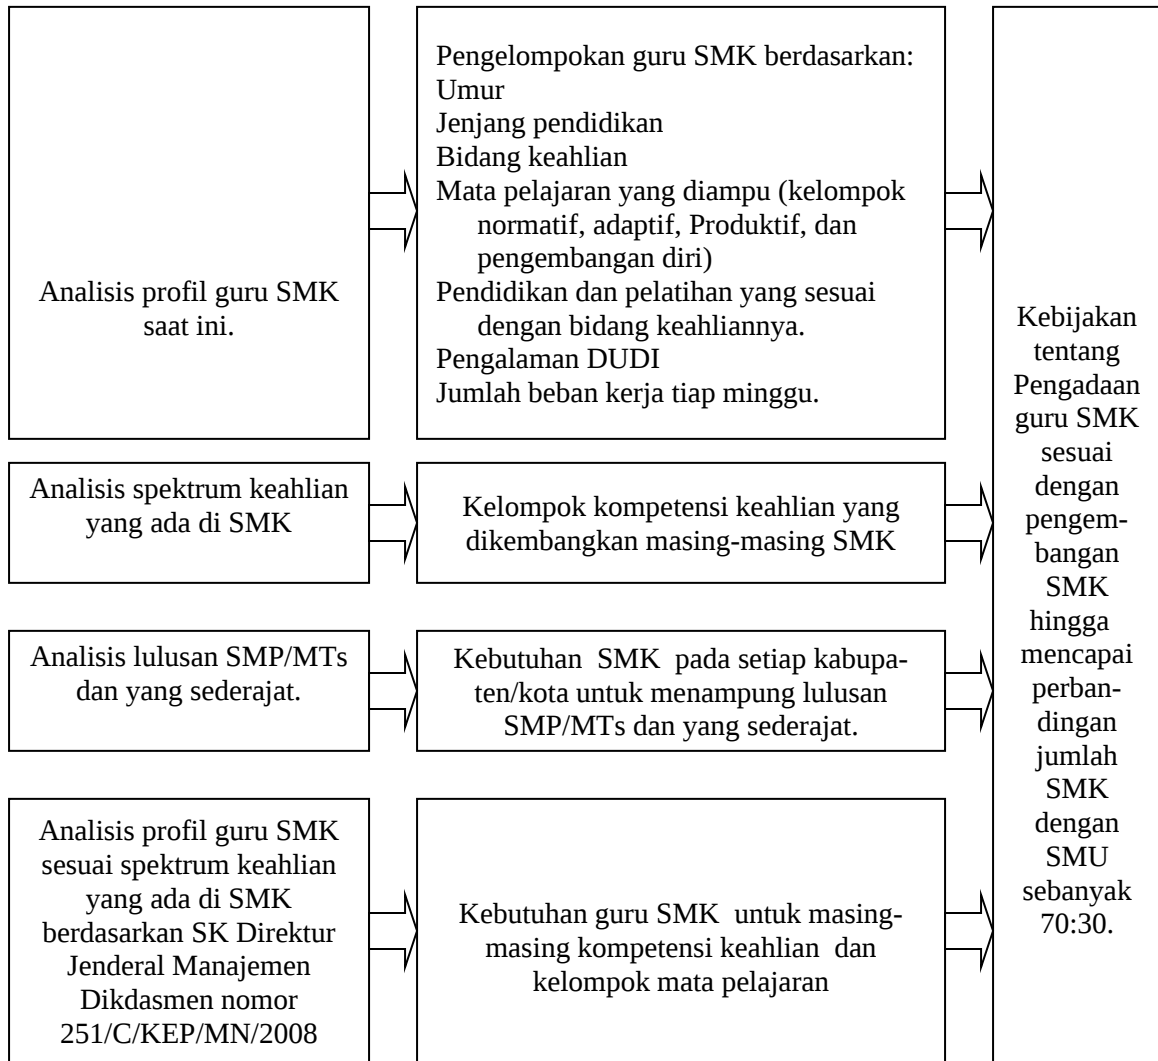 Analisis profil guru SMK
saat ini.
Pengelompokan guru SMK berdasarkan:
Umur
Jenjang pendidikan
Bidang keahlian
Mata pelajaran yang diampu (kelompok
normatif, adaptif, Produktif, dan
pengembangan diri)
Pendidikan dan pelatihan yang sesuai
dengan bidang keahliannya.
Pengalaman DUDI
Jumlah beban kerja tiap minggu.
Analisis spektrum keahlian
yang ada di SMK
Kelompok kompetensi keahlian yang
dikembangkan masing-masing SMK
Analisis lulusan SMP/MTs
dan yang sederajat.
Kebutuhan SMK pada setiap kabupa-
ten/kota untuk menampung lulusan
SMP/MTs dan yang sederajat.
Analisis profil guru SMK
sesuai spektrum keahlian
yang ada di SMK
berdasarkan SK Direktur
Jenderal Manajemen
Dikdasmen nomor
251/C/KEP/MN/2008
Kebutuhan guru SMK untuk masing-
masing kompetensi keahlian dan
kelompok mata pelajaran
Kebijakan
tentang
Pengadaan
guru SMK
sesuai
dengan
pengem-
bangan
SMK
hingga
mencapai
perban-
dingan
jumlah
SMK
dengan
SMU
sebanyak
70:30.